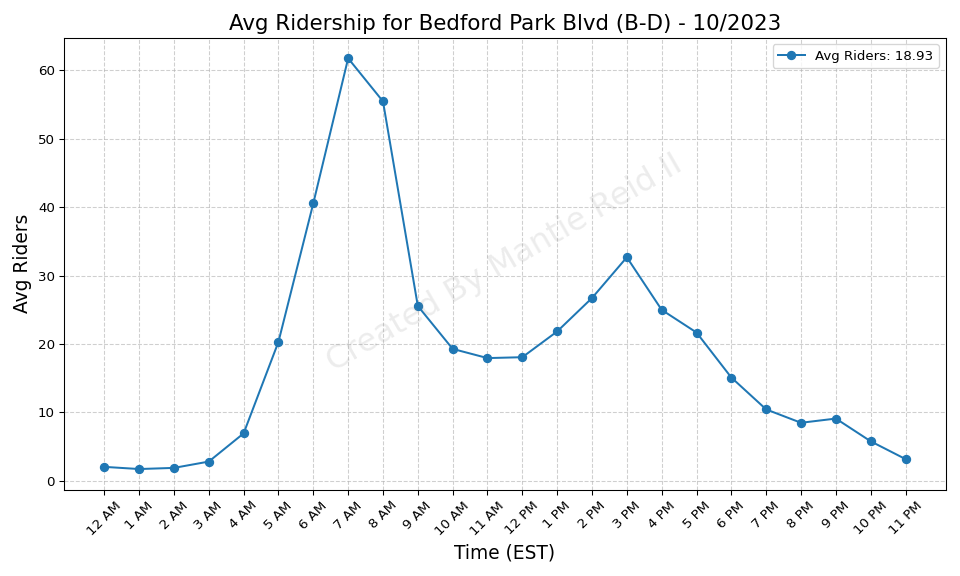 Avg Ridership for Bedford Park Blvd (B-D) - 10/2023
Avg Riders: 18.93
Avg Riders
60
50
40
30
20
10
0
Created By Mantie Reid II
12 AM
1 AM
2 AM
3 AM
4 AM
5 AM
6 AM
7 AM
8 AM
9 AM
10 AM
11 AM
12 PM
1 PM
2 PM
3 PM
4 PM
5 PM
6 PM
7 PM
8 PM
9 PM
10 PM
11 PM
Time (EST)